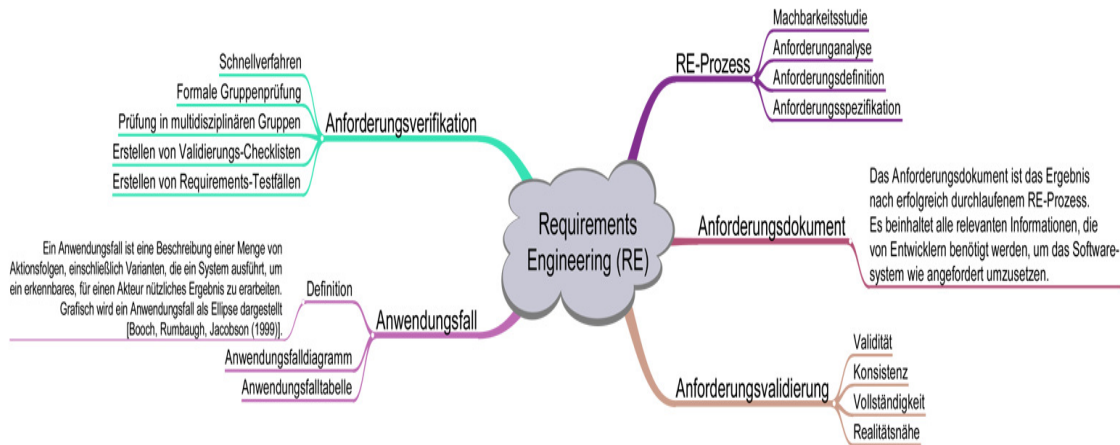 Requirements
Engineering (RE)
RE-Prozess
Machbarkeitsstudie
Anforderunganalyse
Anforderungsdefinition
Anforderungsspezifikation
Anforderungsdokument
Das Anforderungsdokument ist das Ergebnis
nach erfolgreich durchlaufenem RE-Prozess.
Es beinhaltet alle relevanten Informationen, die
von Entwicklern benötigt werden, um das Software-
system wie angefordert umzusetzen.
Anforderungsvalidierung
Validität
Konsistenz
Vollständigkeit
Realitätsnähe
Anforderungsverifikation
Schnellverfahren
Formale Gruppenprüfung
Prüfung in multidisziplinären Gruppen
Erstellen von Validierungs-Checklisten
Erstellen von Requirements-Testfällen
Anwendungsfall
Definition
Ein Anwendungsfall ist eine Beschreibung einer Menge von
Aktionsfolgen, einschließlich Varianten, die ein System ausführt, um
ein erkennbares, für einen Akteur nützliches Ergebnis zu erarbeiten.
Grafisch wird ein Anwendungsfall als Ellipse dargestellt
[Booch, Rumbaugh, Jacobson (1999)].
Anwendungsfalldiagramm
Anwendungsfalltabelle